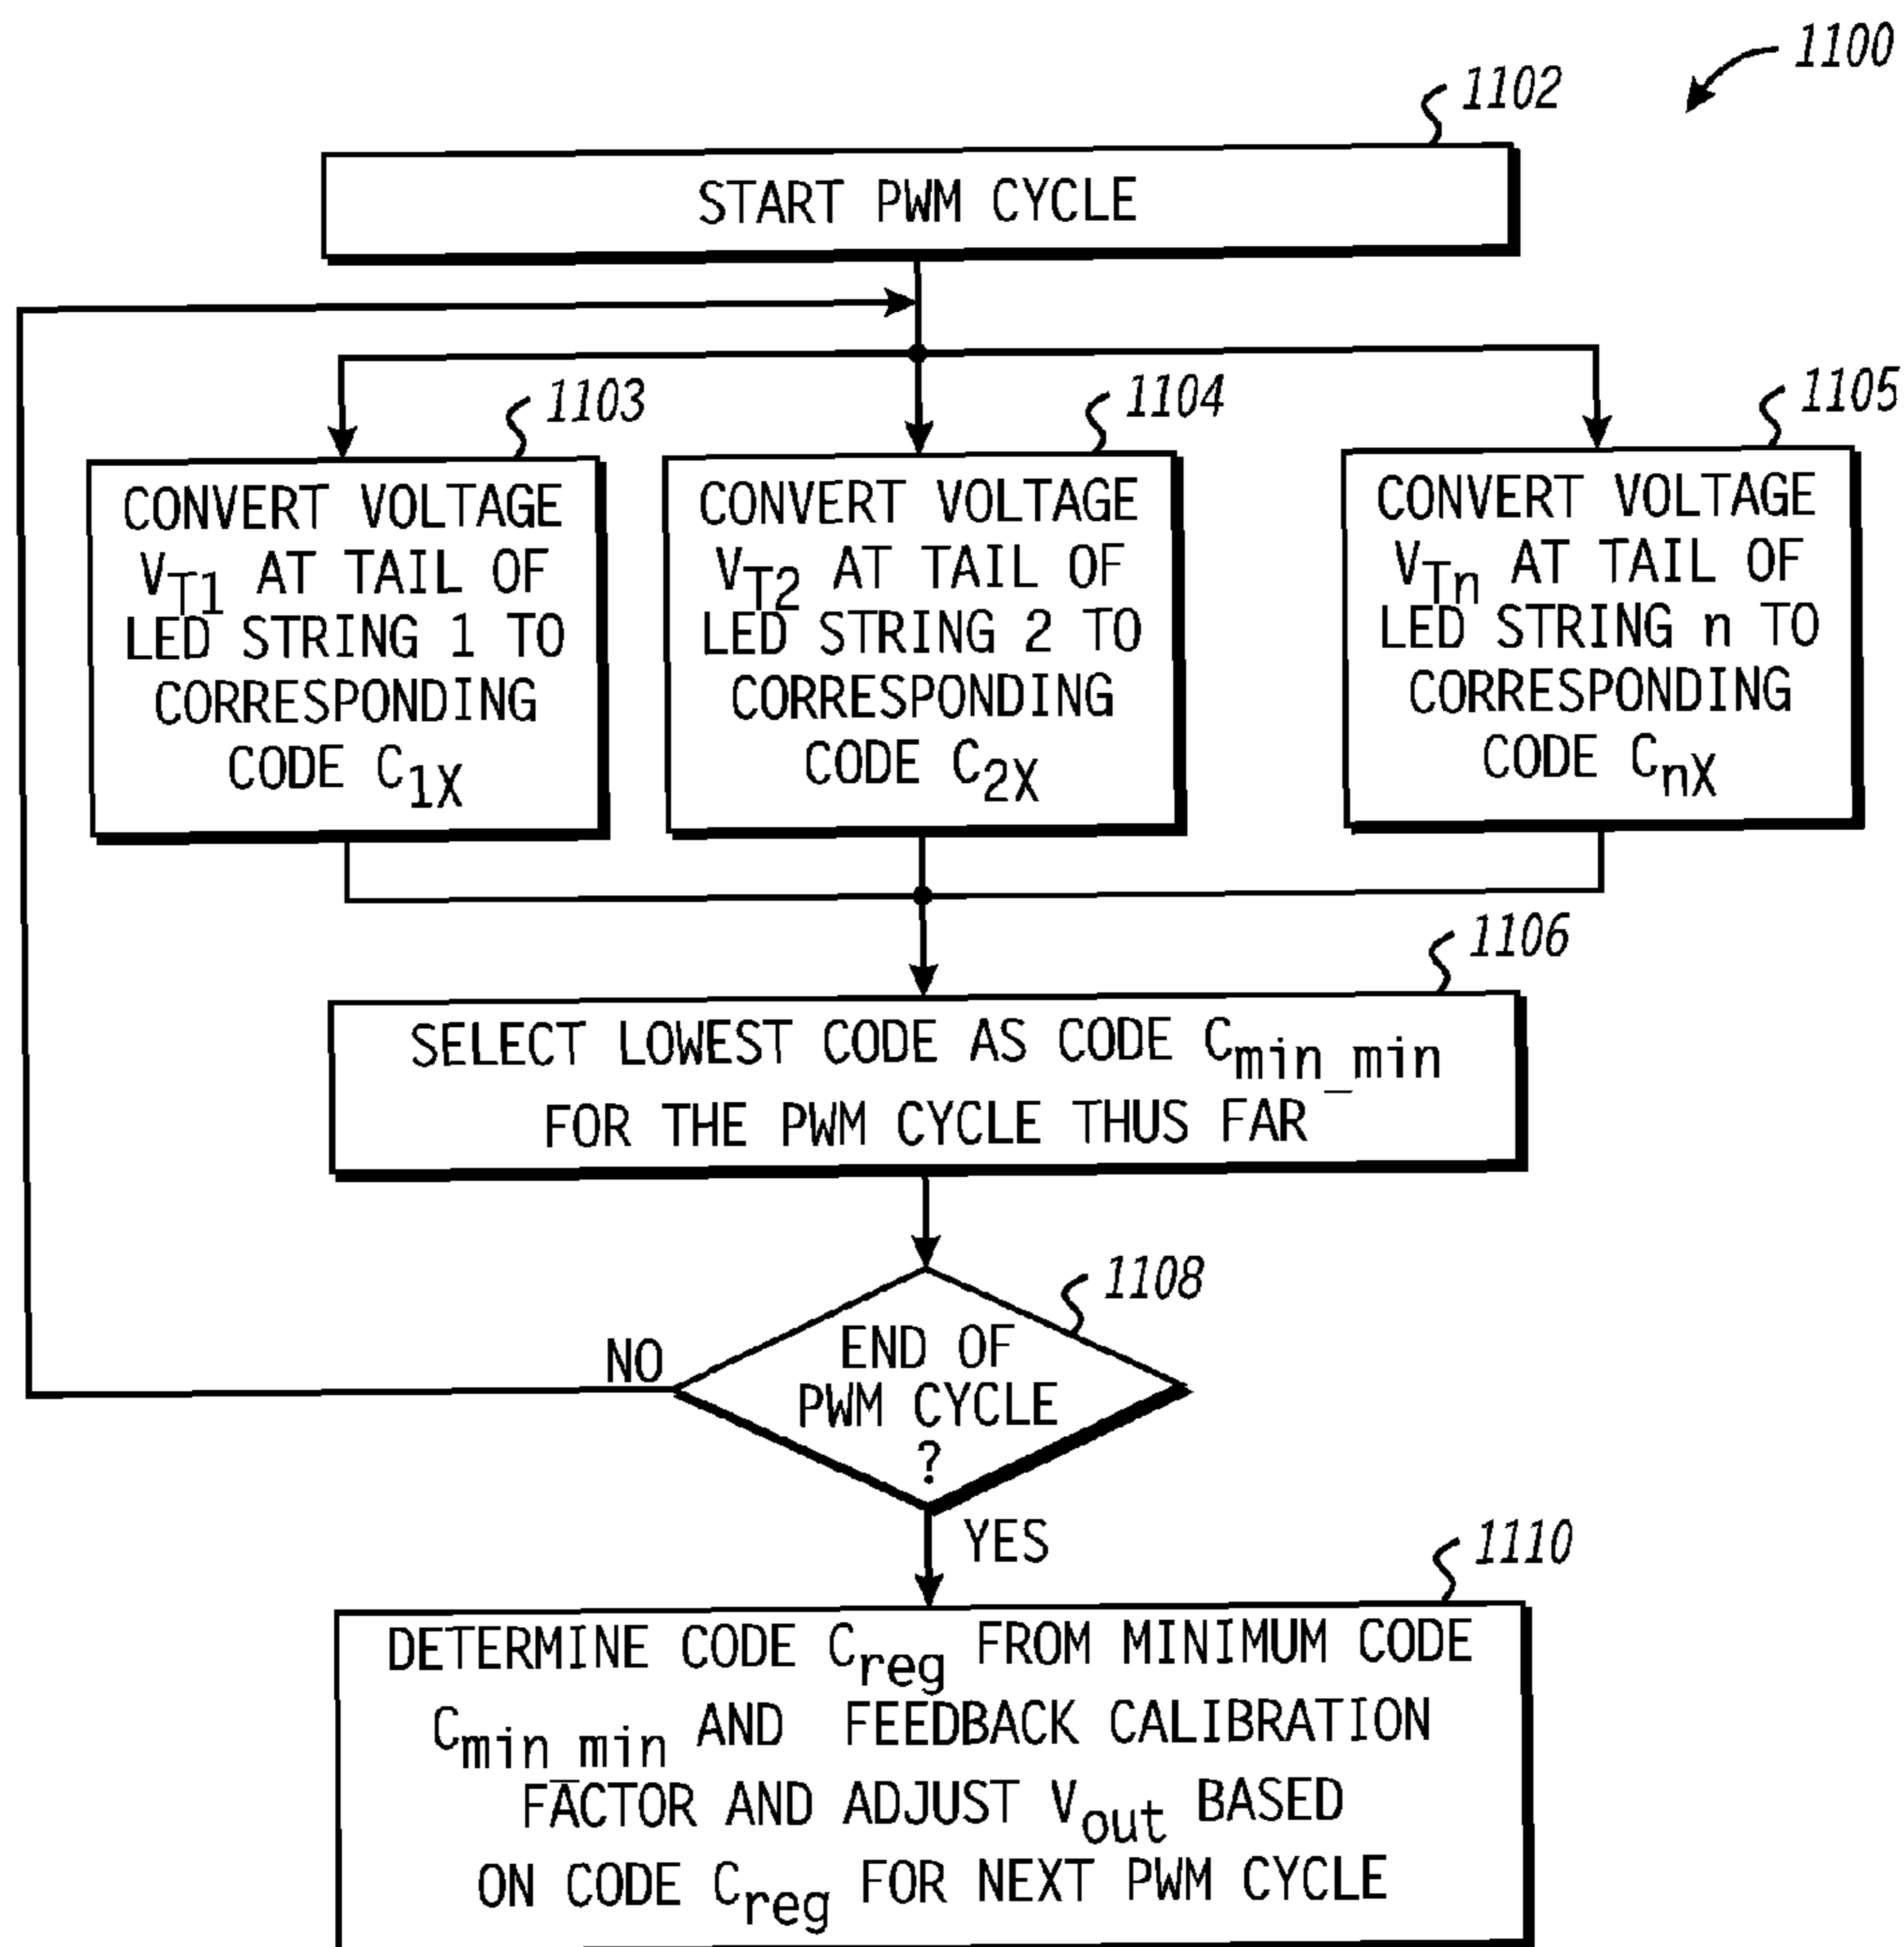 1100
1102
START PWM CYCLE
1103
CONVERT VOLTAGE
VT1 AT TAIL OF
LED STRING 1 TO
CORRESPONDING
CODE C1X
1104
CONVERT VOLTAGE
VT2 AT TAIL OF
LED STRING 2 TO
CORRESPONDING
CODE C2X
1105
CONVERT VOLTAGE
VTn AT TAIL OF
LED STRING n TO
CORRESPONDING
CODE CnX
1106
SELECT LOWEST CODE AS CODE Cmin_min
FOR THE PWM CYCLE THUS FAR
1108
END OF
PWM CYCLE
?
NO
YES
1110
DETERMINE CODE Creg FROM MINIMUM CODE
Cmin_min AND FEEDBACK CALIBRATION
FACTOR AND ADJUST Vout BASED
ON CODE Creg FOR NEXT PWM CYCLE